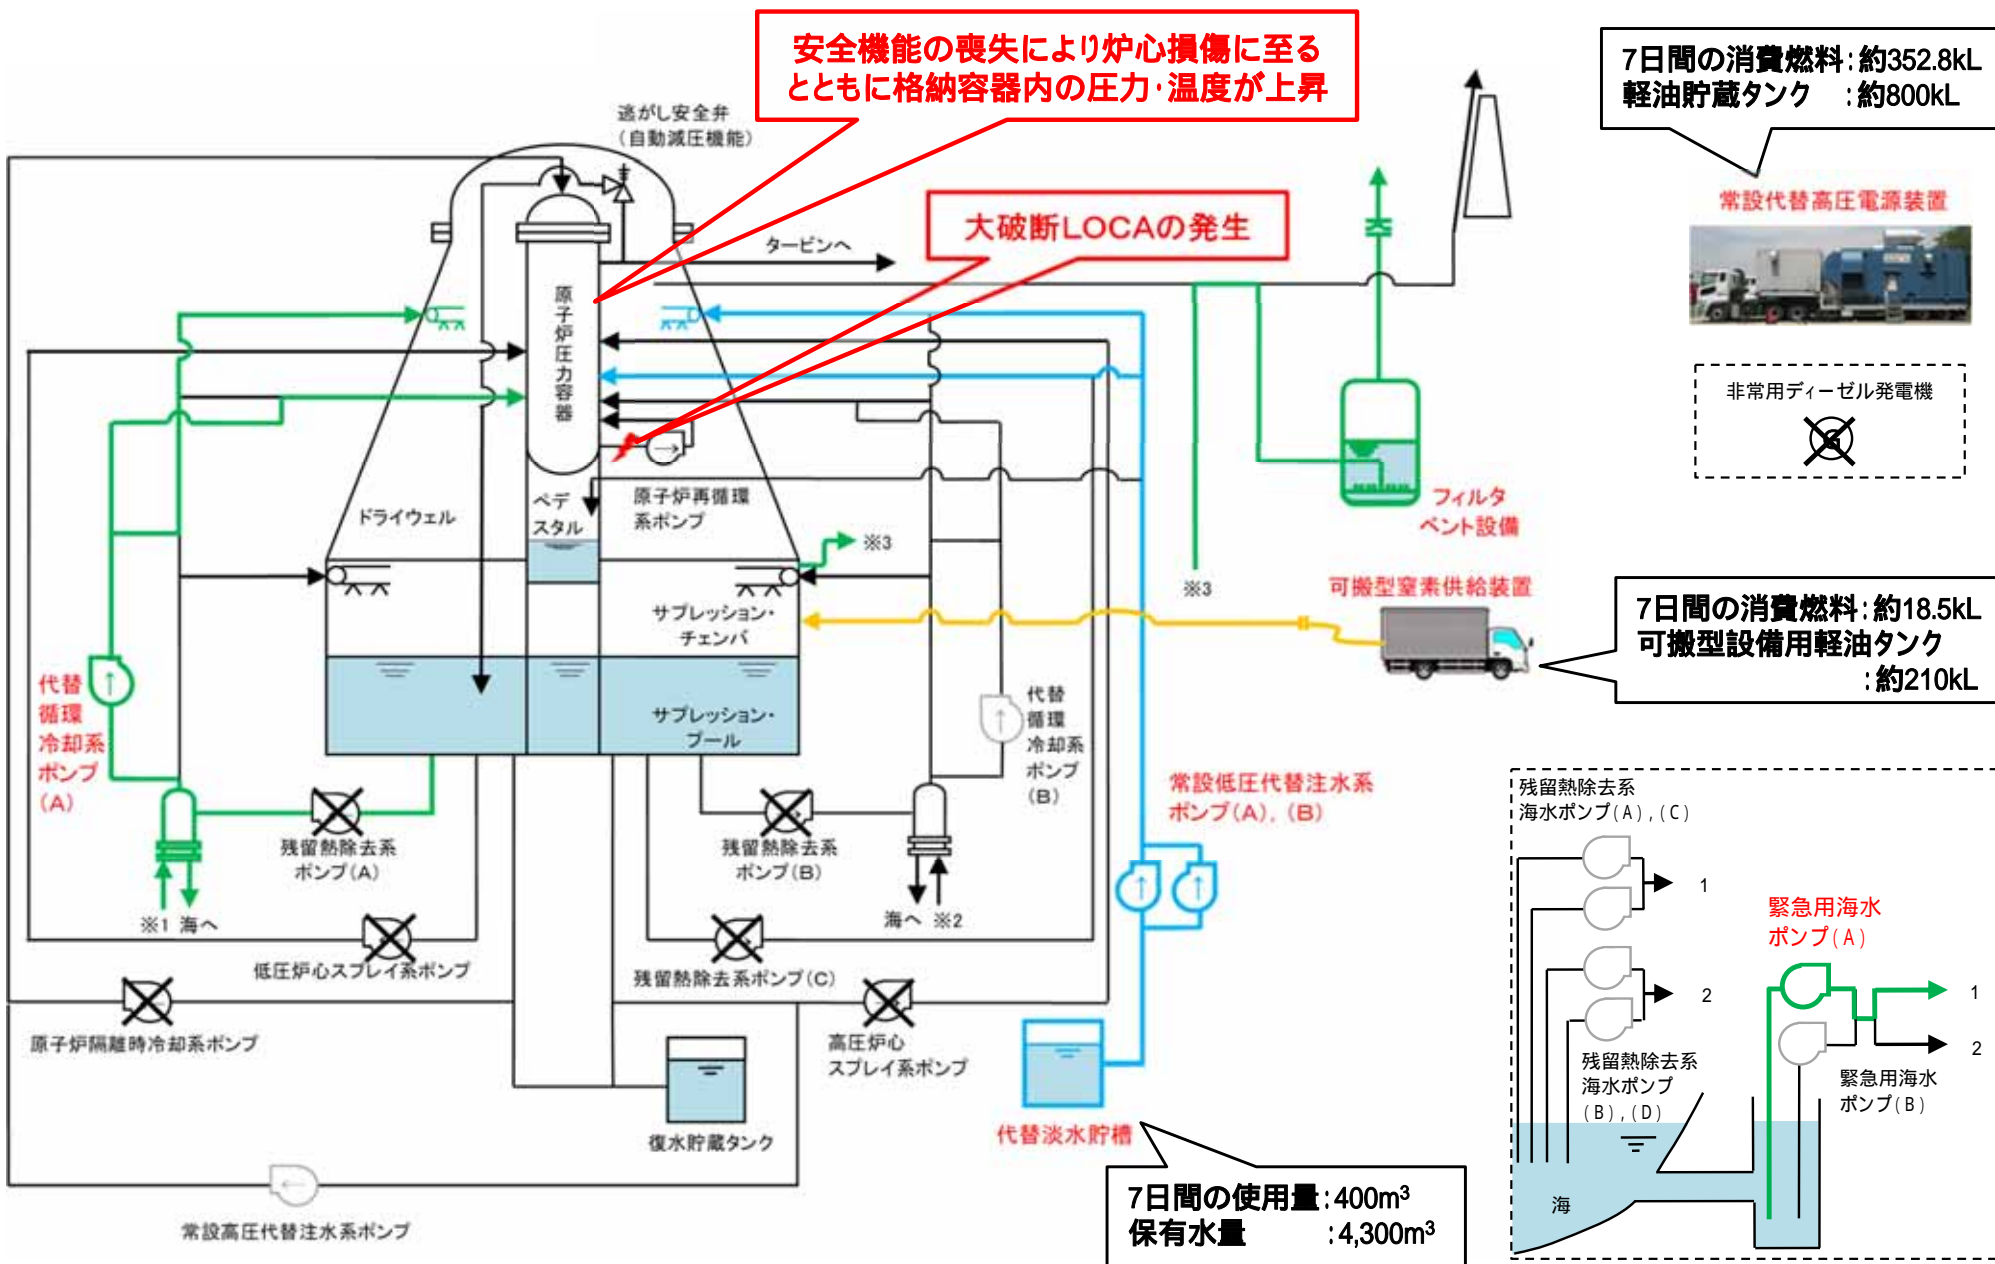 安全機能の喪失により炉心損傷に至る
とともに格納容器内の圧力・温度が上昇
7日間の消費燃料:約352.8kL
軽油貯蔵タンク :約800kL
逃がし安全弁
(自動減圧機能)
常設代替高圧電源装置
大破断LOCAの発生
タービンへ
原子炉圧力容器
非常用ディーゼル発電機
G
フィルタ
ベント設備
ドライウェル
ペデ
スタル
原子炉再循環
系ポンプ
※3
※3
可搬型窒素供給装置
7日間の消費燃料:約18.5kL
可搬型設備用軽油タンク
:約210kL
サプレッション・
チェンバ
サプレッション・
プール
代替
循環
冷却系
ポンプ
(A)
代替
循環
冷却系
ポンプ
(B)
常設低圧代替注水系
ポンプ(A),(B)
残留熱除去系
ポンプ(A)
残留熱除去系
ポンプ(B)
※1 海へ
海へ ※2
低圧炉心スプレイ系ポンプ
残留熱除去系ポンプ(C)
原子炉隔離時冷却系ポンプ
高圧炉心
スプレイ系ポンプ
復水貯蔵タンク
代替淡水貯槽
常設高圧代替注水系ポンプ
7日間の使用量:400m³
保有水量 :4,300m³
残留熱除去系
海水ポンプ(A),(C)
1
2
残留熱除去系
海水ポンプ
(B),(D)
緊急用海水
ポンプ(A)
1
2
緊急用海水
ポンプ(B)
海